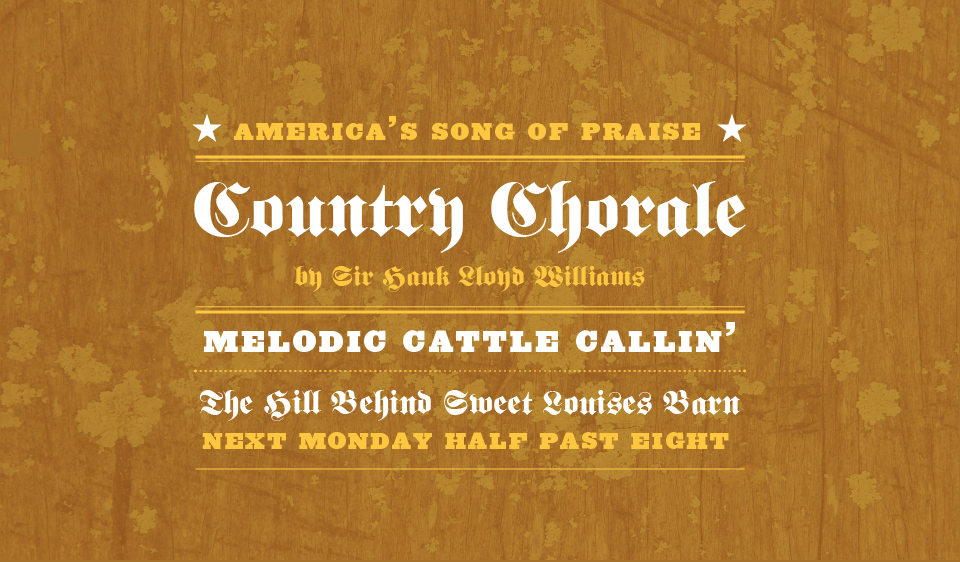 AMERICA’S SONG OF PRAISE
Country Chorale
by Sir Hank Lloyd Williams
MELODIC CATTLE CALLIN’
The Hill Behind Sweet Louises Barn
NEXT MONDAY HALF PAST EIGHT